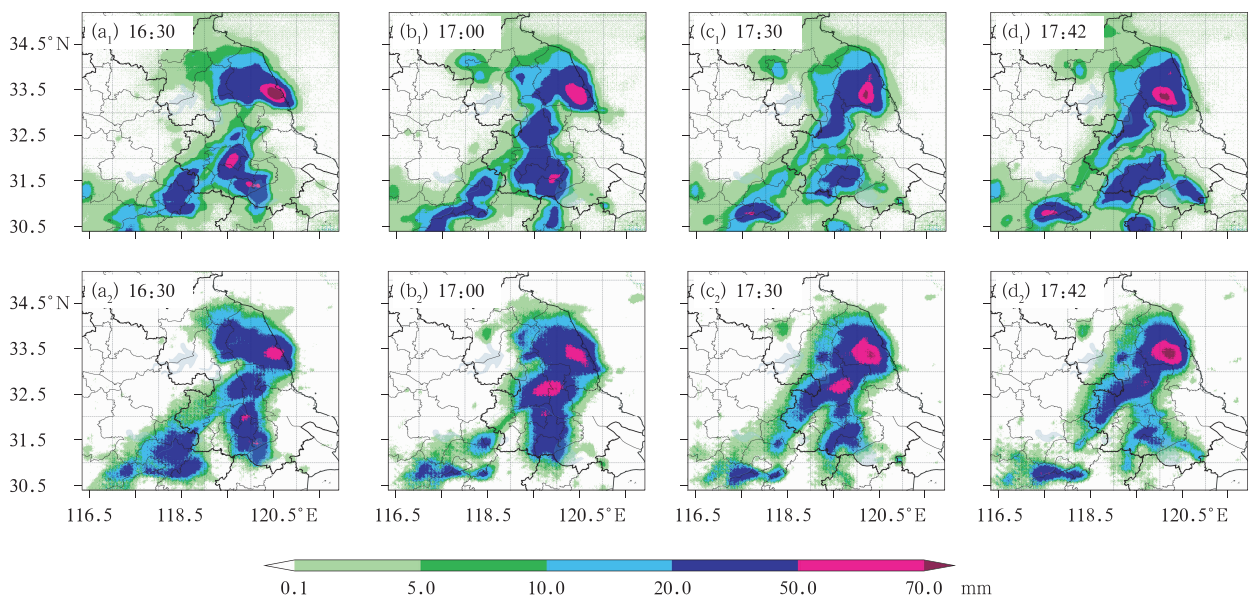 (a1) 16:30
(b1) 17:00
(c1) 17:30
(d1) 17:42
34.5°N
33.5
32.5
31.5
30.5
(a2) 16:30
(b2) 17:00
(c2) 17:30
(d2) 17:42
34.5°N
33.5
32.5
31.5
30.5
116.5 118.5 120.5°E
116.5 118.5 120.5°E
116.5 118.5 120.5°E
116.5 118.5 120.5°E
0.1 5.0 10.0 20.0 50.0 70.0 mm